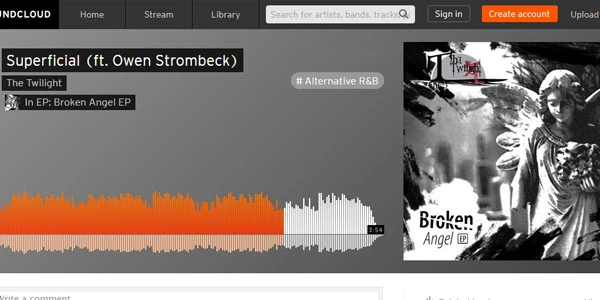 UNDCLOUD
Home
Stream
Library
Search for artists, bands, tracks,
Sign in
Create account
Upload
Superficial (ft. Owen Strombeck)
The Twilight
In EP: Broken Angel EP
# Alternative R&B
3:54
The
Twilight
Broken
Angel EP
Write a comment